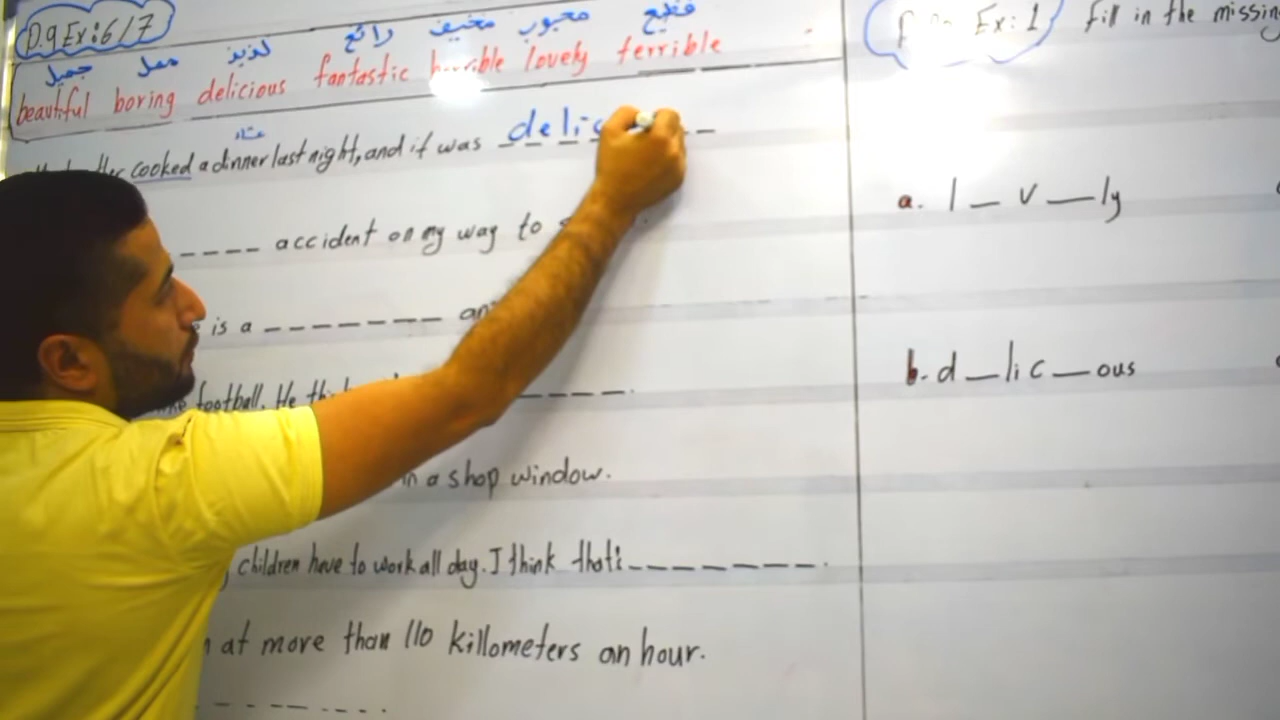 P.9 Ex:6/7
جميل ممل لذيذ رائع مخيف محبوب فظيع
beautiful boring delicious fantastic horrible lovely terrible
عشاء
cooked a dinner last night, and it was delic
_ _ _ _ accident on my way to
is a _ _ _ _ _ _ _
football. He
in a shop window.
children have to work all day. I think that's _ _ _ _ _ _ _ _.
at more than 110 killometers an hour.
Ex:1 fill in the missing
a. l _ v _ ly
b. d _ lic _ ous